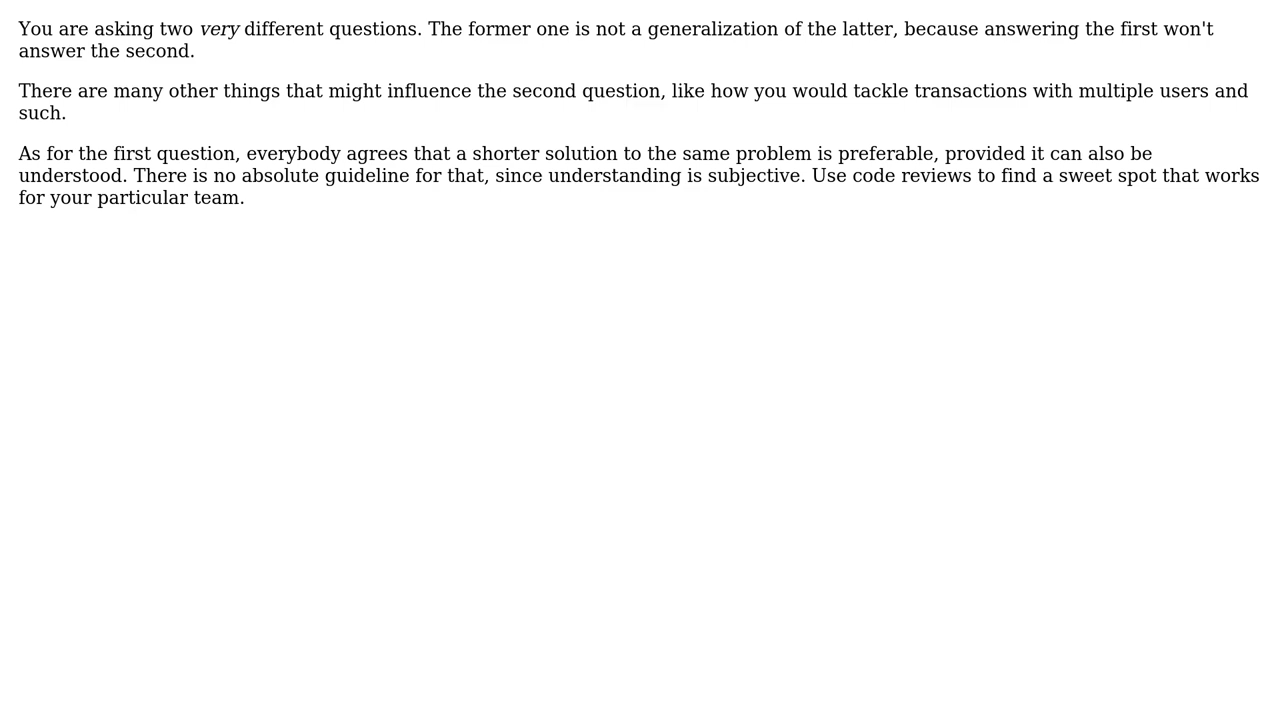 You are asking two very different questions. The former one is not a generalization of the latter, because answering the first won't
answer the second.
There are many other things that might influence the second question, like how you would tackle transactions with multiple users and
such.
As for the first question, everybody agrees that a shorter solution to the same problem is preferable, provided it can also be
understood. There is no absolute guideline for that, since understanding is subjective. Use code reviews to find a sweet spot that works
for your particular team.